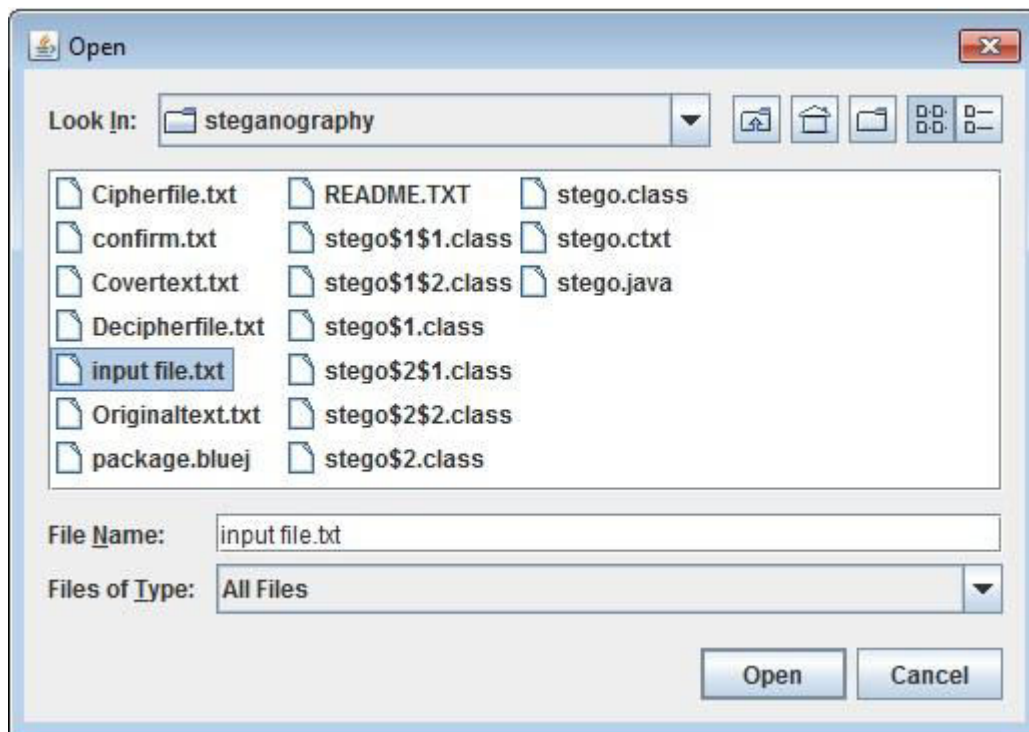 Open
Look In: steganography
Cipherfile.txt README.TXT stego.class
confirm.txt stego$1$1.class stego.ctxt
Covertext.txt stego$1$2.class stego.java
Decipherfile.txt stego$1.class
input file.txt stego$2$1.class
Originaltext.txt stego$2$2.class
package.bluej stego$2.class
File Name: input file.txt
Files of Type: All Files
Open Cancel